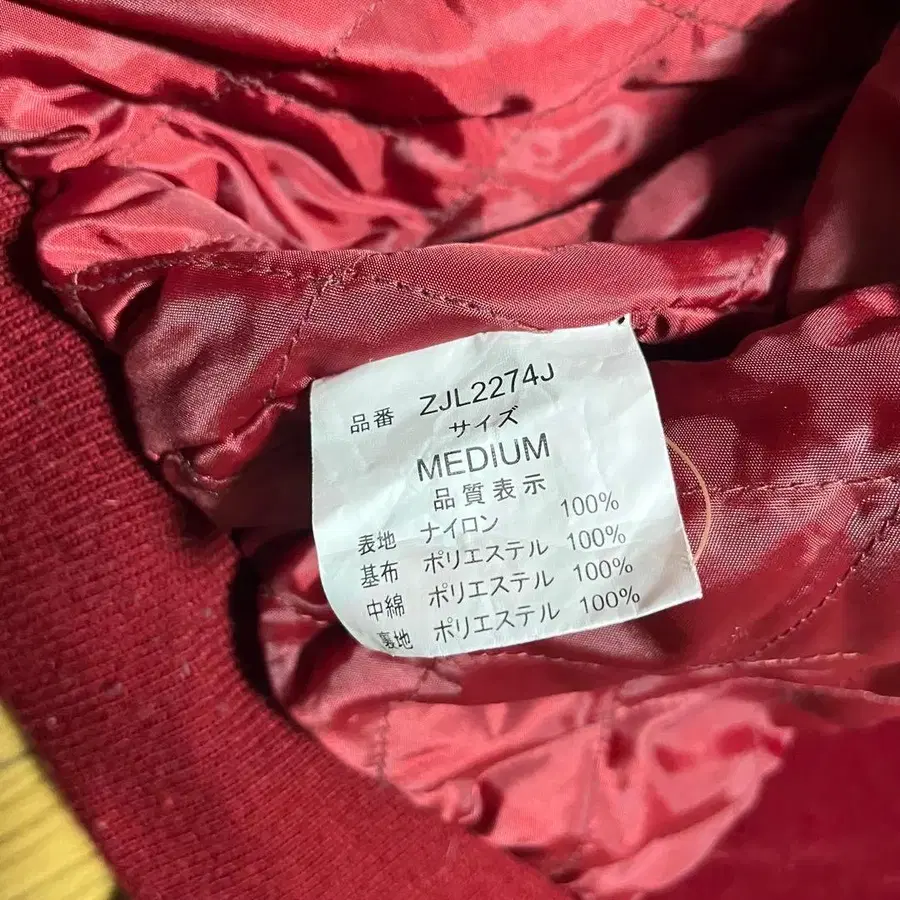 品番 ZJL2274J
サイズ
MEDIUM
品質表示
表地 ナイロン 100%
基布 ポリエステル 100%
中綿 ポリエステル 100%
裏地 ポリエステル 100%